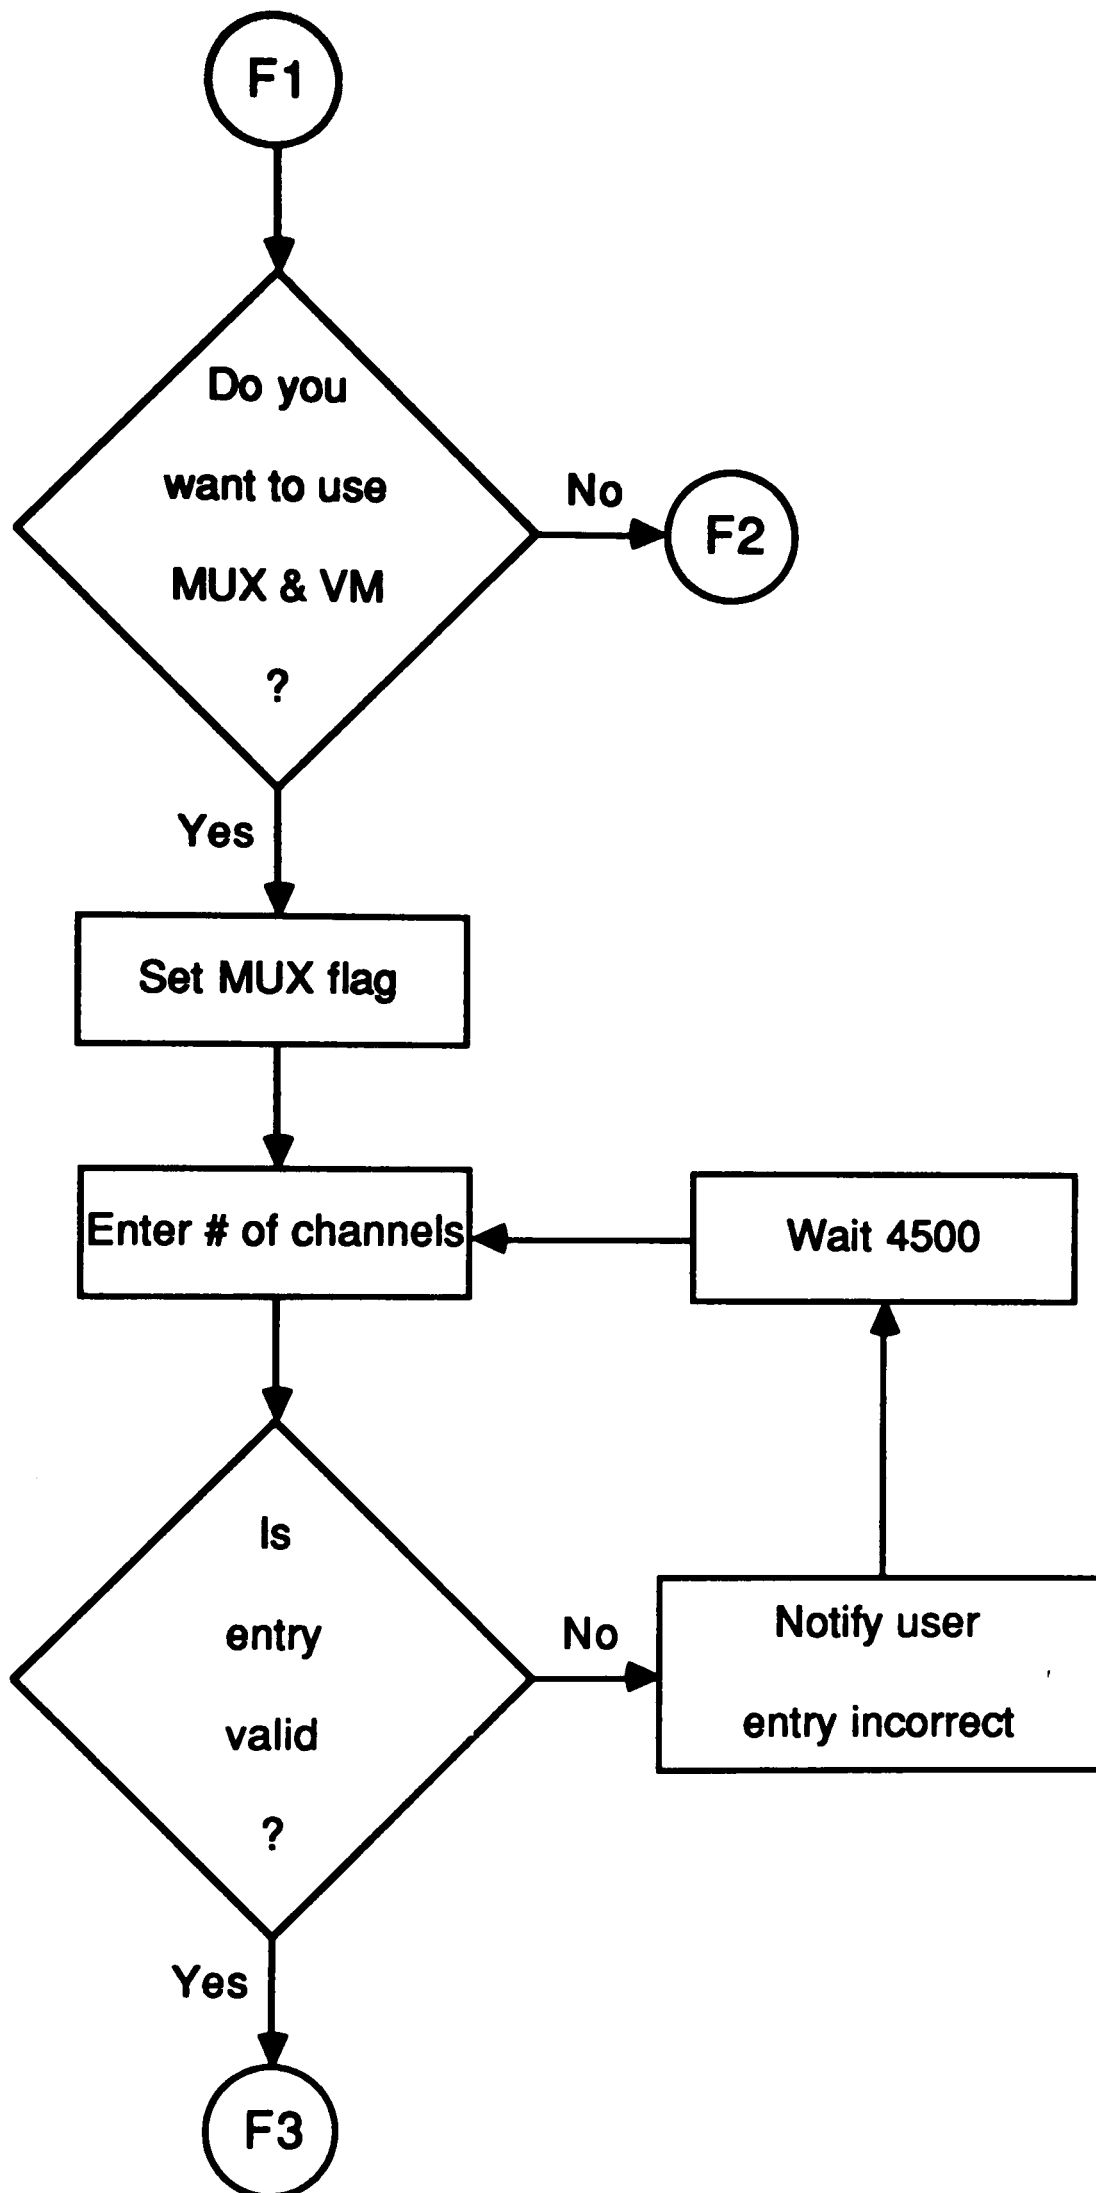 F1
Do you
want to use
MUX & VM
?
No
F2
Yes
Set MUX flag
Enter # of channels
Wait 4500
Is
entry
valid
?
No
Notify user
entry incorrect
Yes
F3